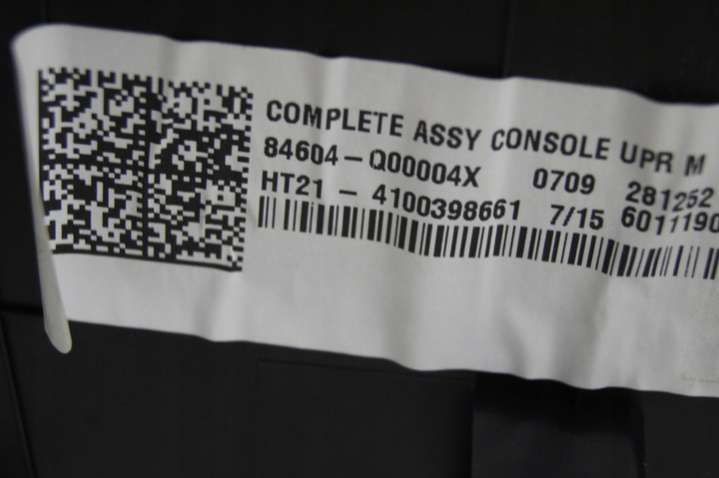 COMPLETE ASSY CONSOLE UPR M
84604-Q00004X 0709 281252
HT21 - 4100398661 7/15 6011190